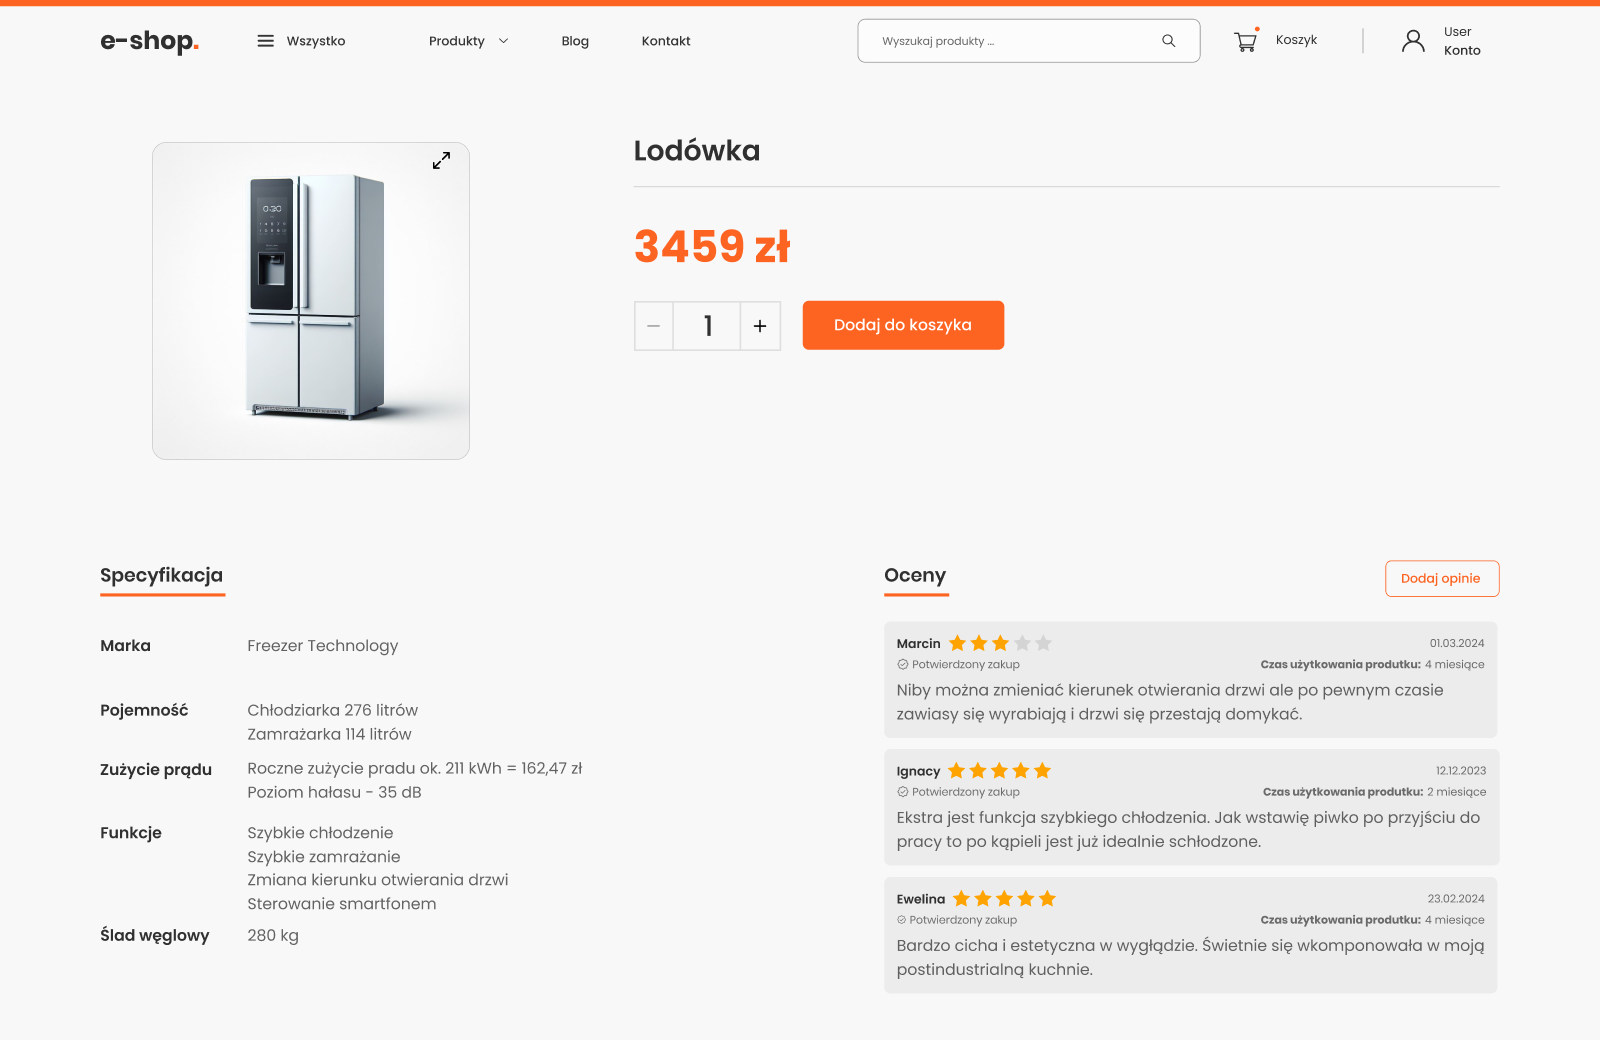 e-shop.
Wszystko
Produkty
Blog
Kontakt
Wyszukaj produkty ...
Koszyk
User
Konto
0:30
Lodówka
3459 zł
1
Dodaj do koszyka
Specyfikacja
Marka
Freezer Technology
Pojemność
Chłodziarka 276 litrów
Zamrażarka 114 litrów
Zużycie prądu
Roczne zużycie pradu ok. 211 kWh = 162,47 zł
Poziom hałasu - 35 dB
Funkcje
Szybkie chłodzenie
Szybkie zamrażanie
Zmiana kierunku otwierania drzwi
Sterowanie smartfonem
Ślad węglowy
280 kg
Oceny
Dodaj opinie
Marcin
01.03.2024
Potwierdzony zakup
Czas użytkowania produtku: 4 miesiące
Niby można zmieniać kierunek otwierania drzwi ale po pewnym czasie
zawiasy się wyrabiają i drzwi się przestają domykać.
Ignacy
12.12.2023
Potwierdzony zakup
Czas użytkowania produtku: 2 miesiące
Ekstra jest funkcja szybkiego chłodzenia. Jak wstawię piwko po przyjściu do
pracy to po kąpieli jest już idealnie schłodzone.
Ewelina
23.02.2024
Potwierdzony zakup
Czas użytkowania produtku: 4 miesiące
Bardzo cicha i estetyczna w wyglądzie. Świetnie się wkomponowała w moją
postindustrialną kuchnie.